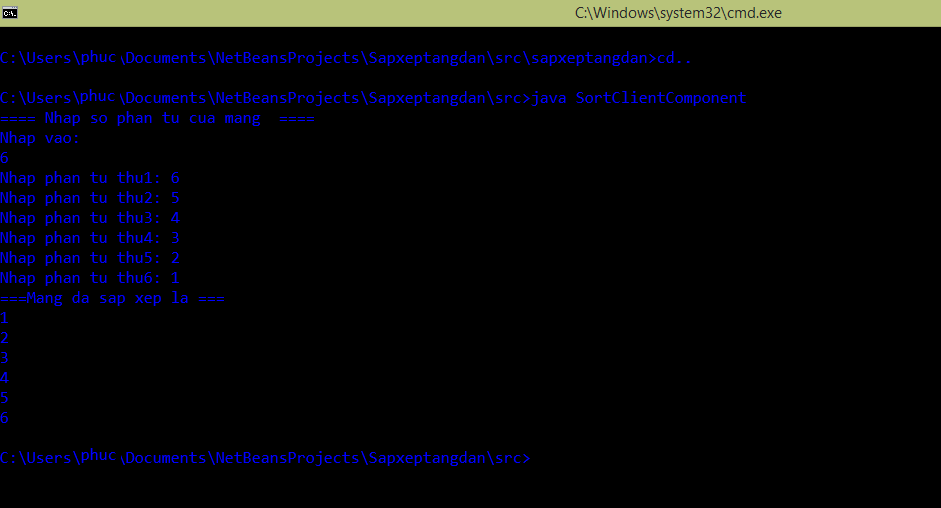 C:\Windows\system32\cmd.exe
C:\Users\phuc\Documents\NetBeansProjects\Sapxeptangdan\src\sapxeptangdan>cd..
C:\Users\phuc\Documents\NetBeansProjects\Sapxeptangdan\src>java SortClientComponent
==== Nhap so phan tu cua mang  ====
Nhap vao:
6
Nhap phan tu thu1: 6
Nhap phan tu thu2: 5
Nhap phan tu thu3: 4
Nhap phan tu thu4: 3
Nhap phan tu thu5: 2
Nhap phan tu thu6: 1
===Mang da sap xep la ===
1
2
3
4
5
6
C:\Users\phuc\Documents\NetBeansProjects\Sapxeptangdan\src>